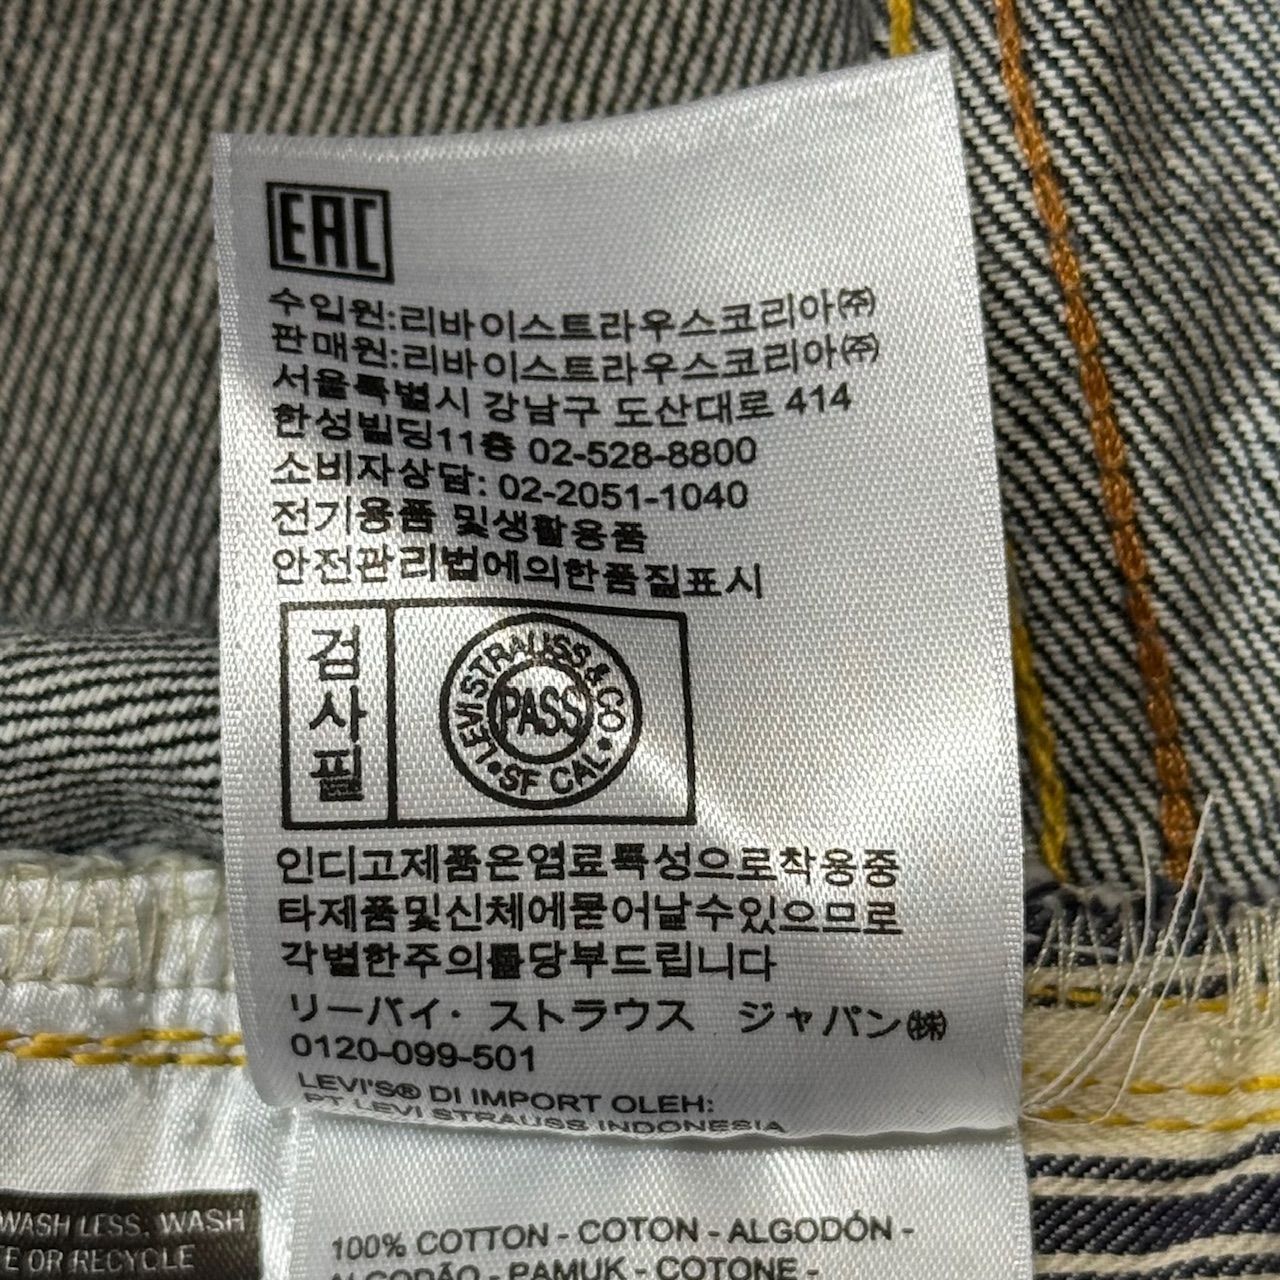 EAC
수입원:리바이스트라우스코리아㈜
판매원:리바이스트라우스코리아㈜
서울특별시 강남구 도산대로 414
한성빌딩11층 02-528-8800
소비자상담: 02-2051-1040
전기용품 및생활용품
안전관리법에의한품질표시
검사필
LEVI STRAUSS & CO
PASS
SF CAL
인디고제품은염료특성으로착용중
타제품및신체에묻어날수있으므로
각별한주의를당부드립니다
リーバイ・ストラウス ジャパン㈱
0120-099-501
LEVI'S® DI IMPORT OLEH:
PT LEVI STRAUSS INDONESIA
WASH LESS. WASH
E OR RECYCLE
100% COTTON - COTON - ALGODÓN -
ALGODÃO - PAMUK - COTONE -